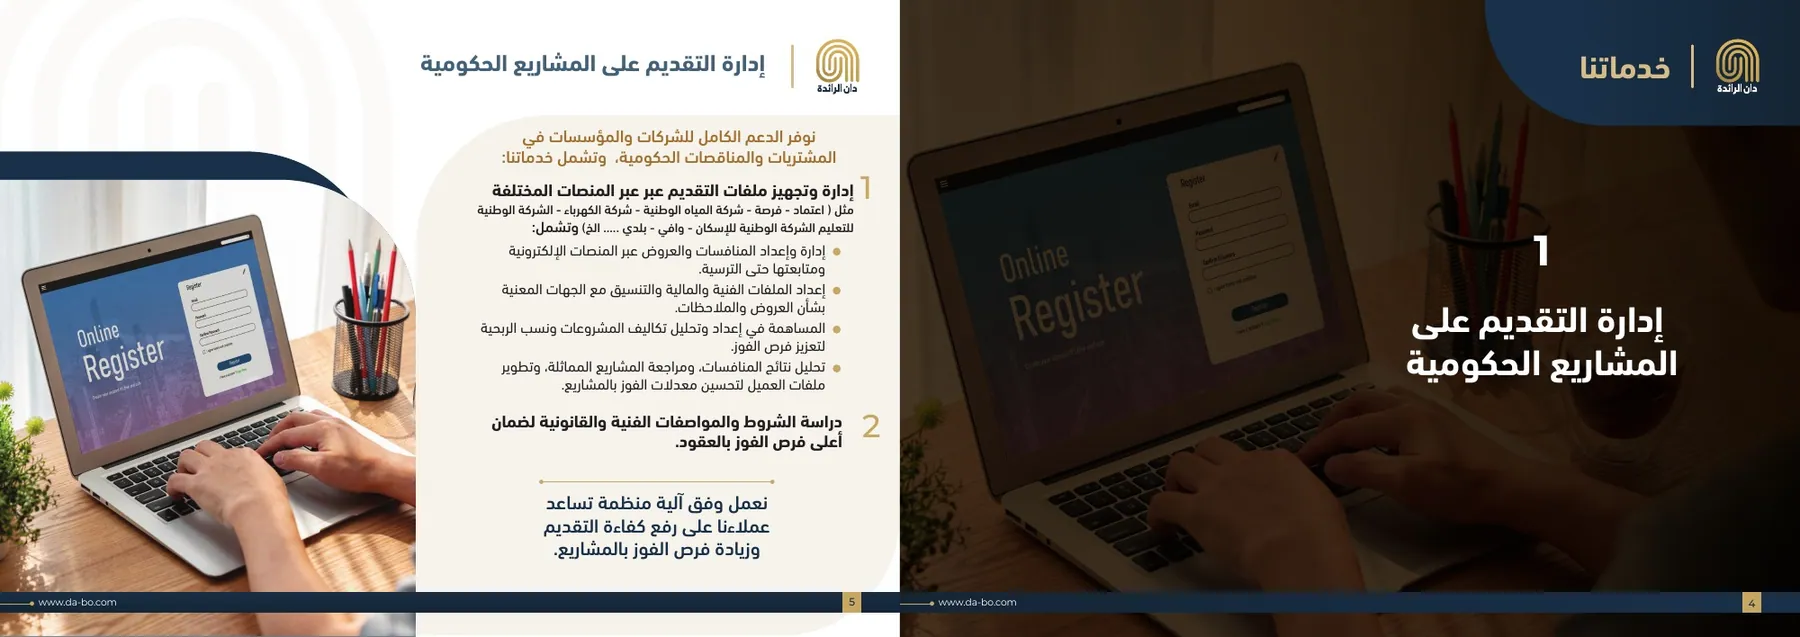 خدماتنا
دان الرائدة
1
إدارة التقديم على
المشاريع الحكومية
Online
Register
Register
www.da-bo.com
4
إدارة التقديم على المشاريع الحكومية
دان الرائدة
نوفر الدعم الكامل للشركات والمؤسسات في
المشتريات والمناقصات الحكومية، وتشمل خدماتنا:
1 إدارة وتجهيز ملفات التقديم عبر عبر المنصات المختلفة
مثل ( اعتماد - فرصة - شركة المياه الوطنية - شركة الكهرباء - الشركة الوطنية
للتعليم الشركة الوطنية للإسكان - وافي - بلدي ..... الخ) وتشمل:
إدارة وإعداد المنافسات والعروض عبر المنصات الإلكترونية
ومتابعتها حتى الترسية.
إعداد الملفات الفنية والمالية والتنسيق مع الجهات المعنية
بشأن العروض والملاحظات.
المساهمة في إعداد وتحليل تكاليف المشروعات ونسب الربحية
لتعزيز فرص الفوز.
تحليل نتائج المنافسات، ومراجعة المشاريع المماثلة، وتطوير
ملفات العميل لتحسين معدلات الفوز بالمشاريع.
2 دراسة الشروط والمواصفات الفنية والقانونية لضمان
أعلى فرص الفوز بالعقود.
نعمل وفق آلية منظمة تساعد
عملاءنا على رفع كفاءة التقديم
وزيادة فرص الفوز بالمشاريع.
Online
Register
Register
www.da-bo.com
5